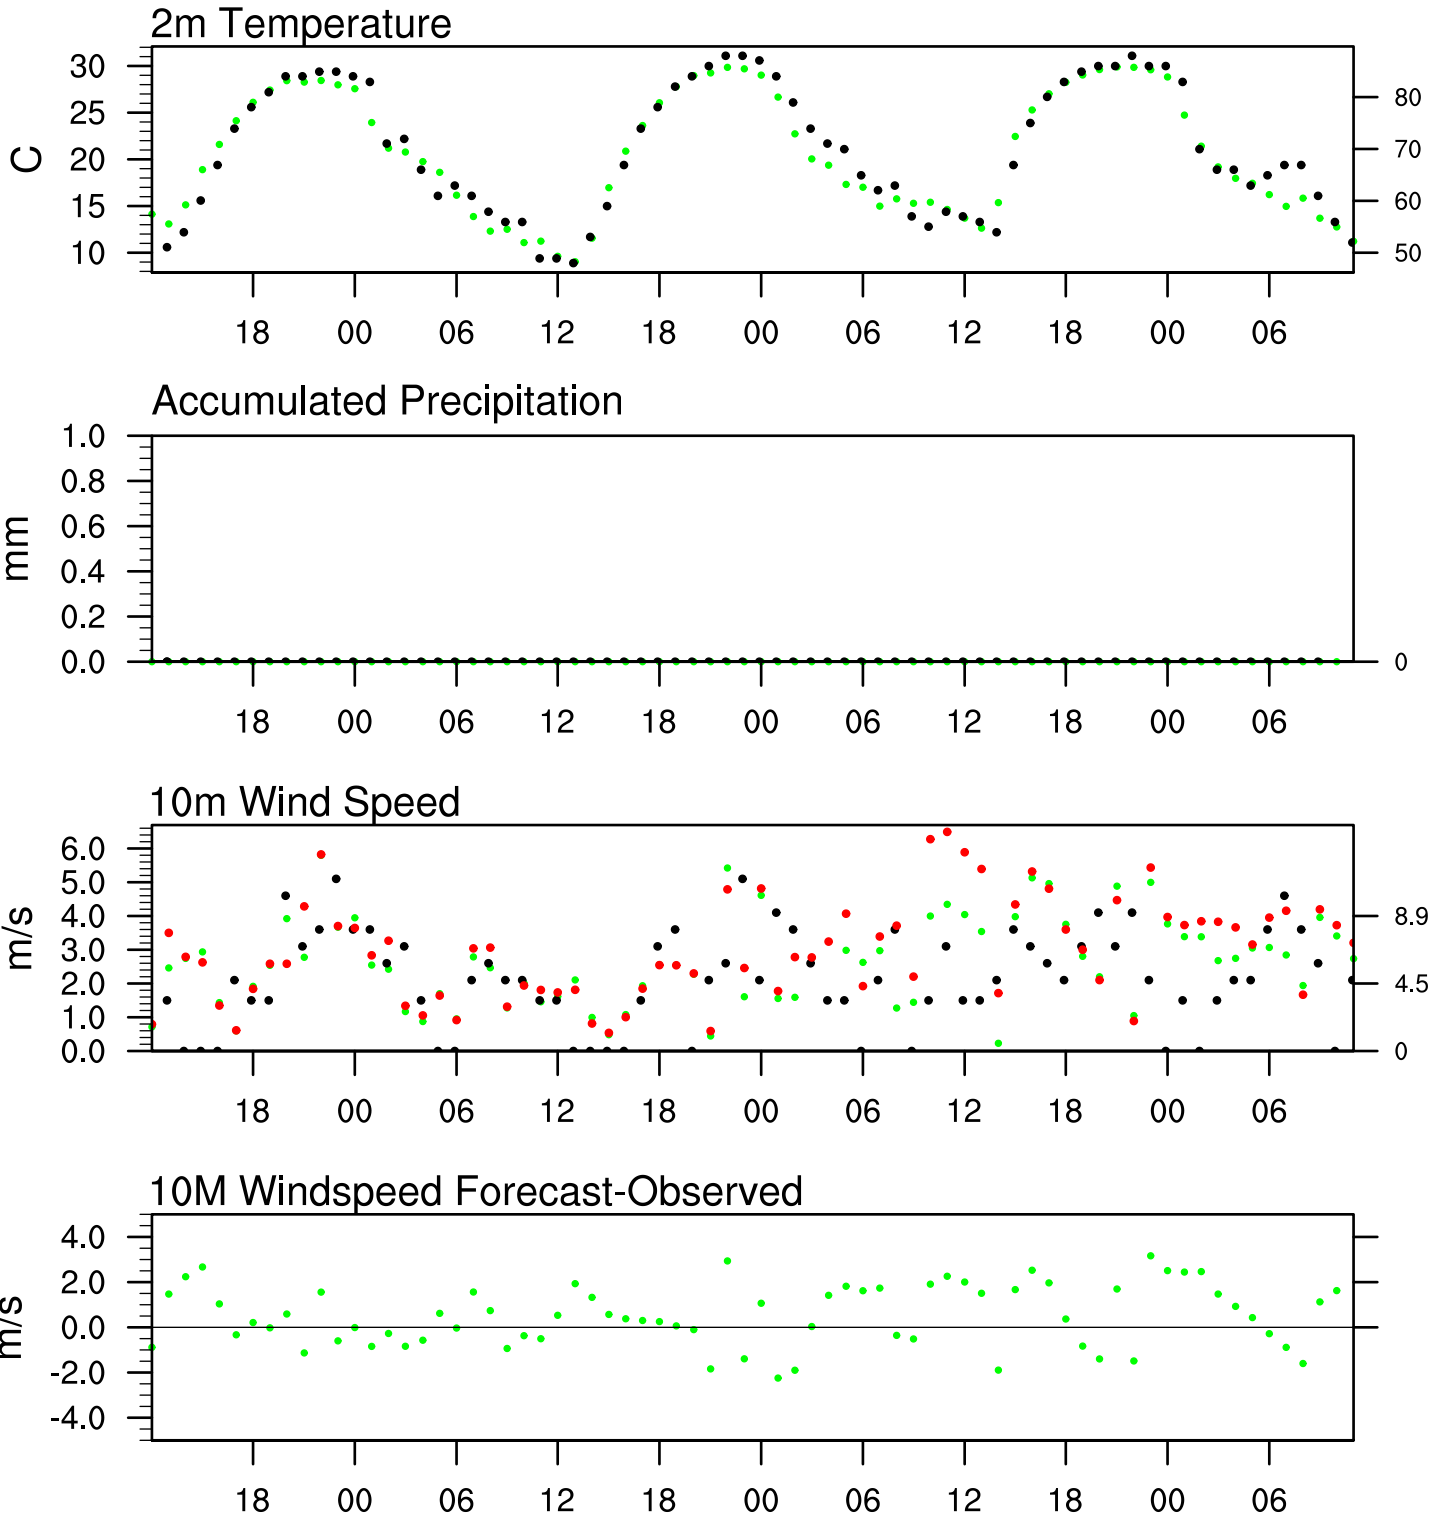 2m Temperature
C
30
25
20
15
10
80
70
60
50
18 00 06 12 18 00 06 12 18 00 06
Accumulated Precipitation
mm
1.0
0.8
0.6
0.4
0.2
0.0
0
18 00 06 12 18 00 06 12 18 00 06
10m Wind Speed
m/s
6.0
5.0
4.0
3.0
2.0
1.0
0.0
8.9
4.5
0
18 00 06 12 18 00 06 12 18 00 06
10M Windspeed Forecast-Observed
m/s
4.0
2.0
0.0
-2.0
-4.0
18 00 06 12 18 00 06 12 18 00 06